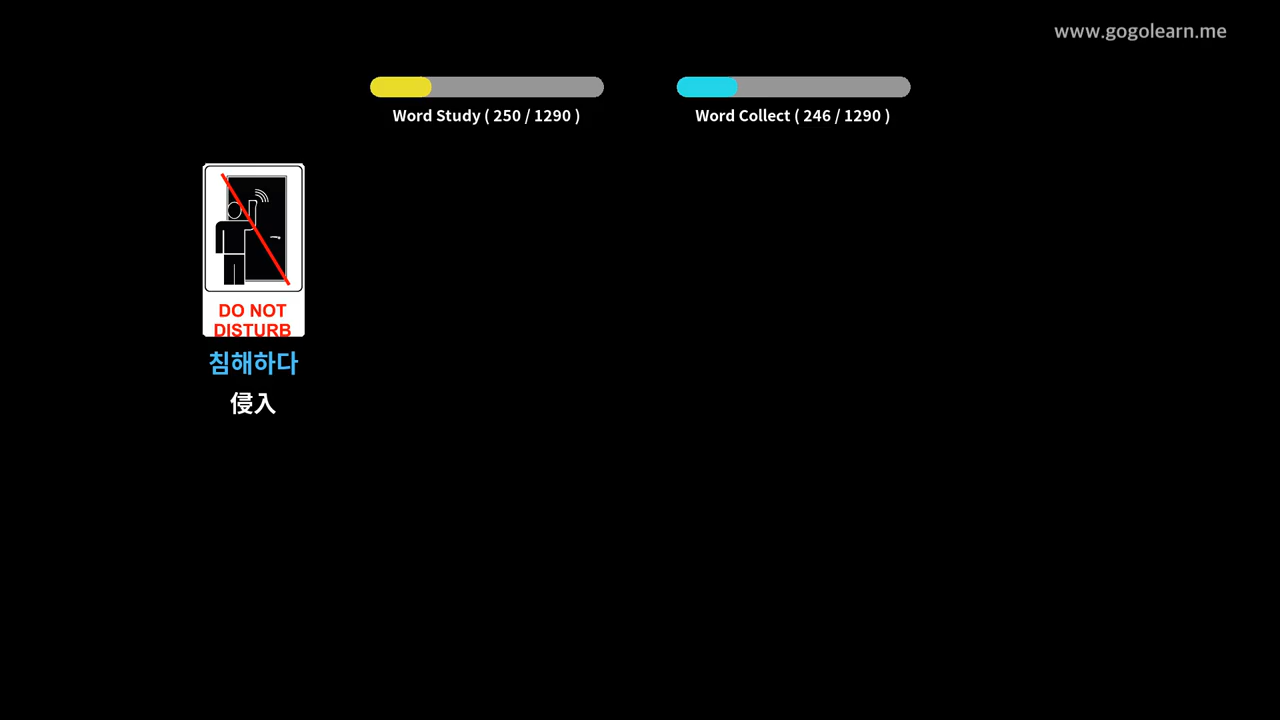 www.gogolearn.me
Word Study ( 250 / 1290 )
Word Collect ( 246 / 1290 )
DO NOT
DISTURB
침해하다
侵入